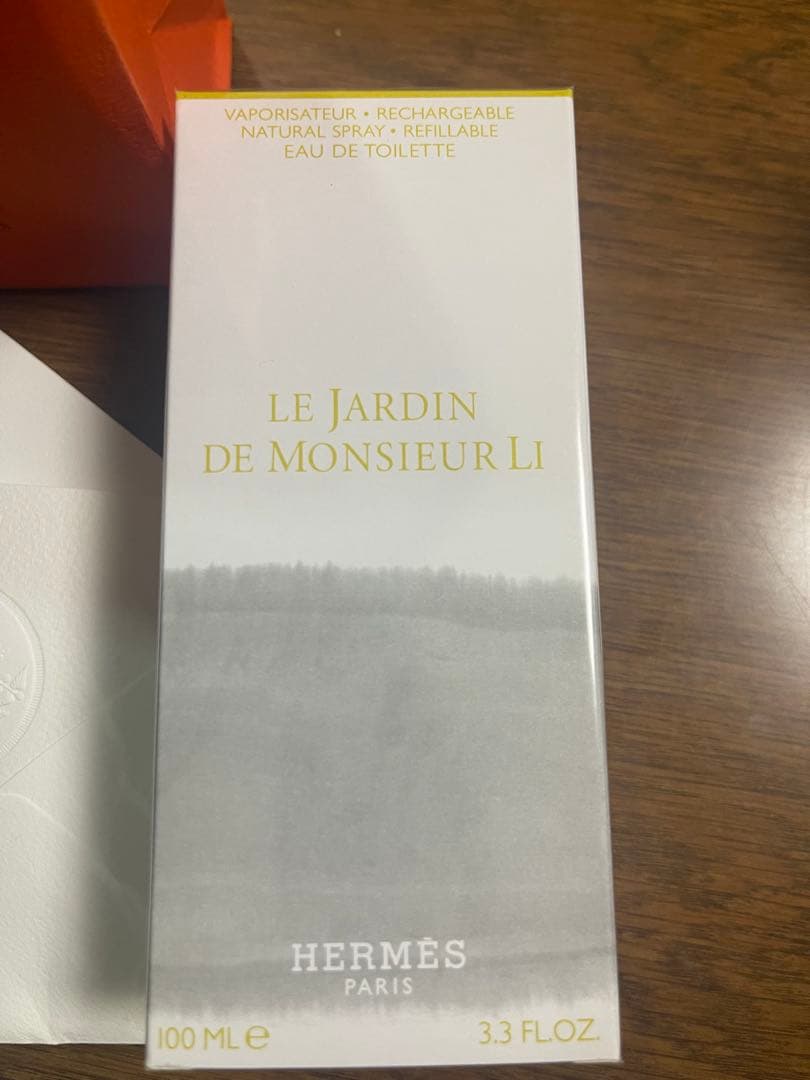 VAPORISATEUR • RECHARGEABLE
NATURAL SPRAY • REFILLABLE
EAU DE TOILETTE
LE JARDIN
DE MONSIEUR LI
HERMÈS
PARIS
100 ML e
3.3 FL.OZ.